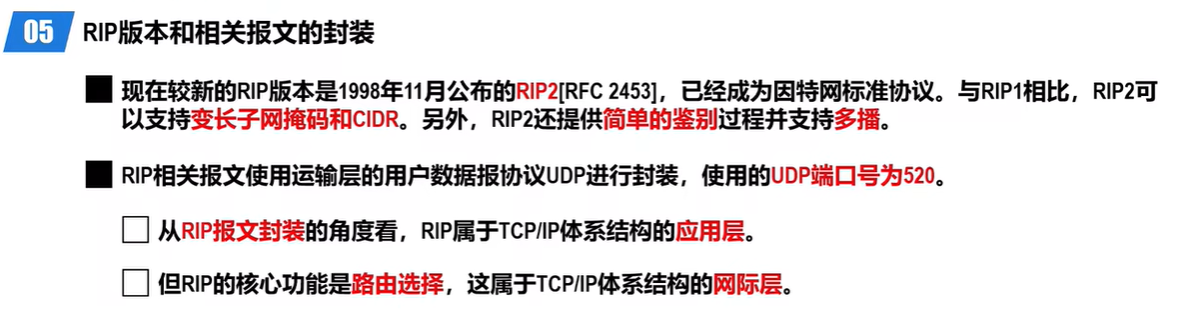 05 RIP版本和相关报文的封装
现在较新的RIP版本是1998年11月公布的RIP2[RFC 2453]，已经成为因特网标准协议。与RIP1相比，RIP2可
以支持变长子网掩码和CIDR。另外，RIP2还提供简单的鉴别过程并支持多播。
RIP相关报文使用运输层的用户数据报协议UDP进行封装，使用的UDP端口号为520。
从RIP报文封装的角度看，RIP属于TCP/IP体系结构的应用层。
但RIP的核心功能是路由选择，这属于TCP/IP体系结构的网际层。